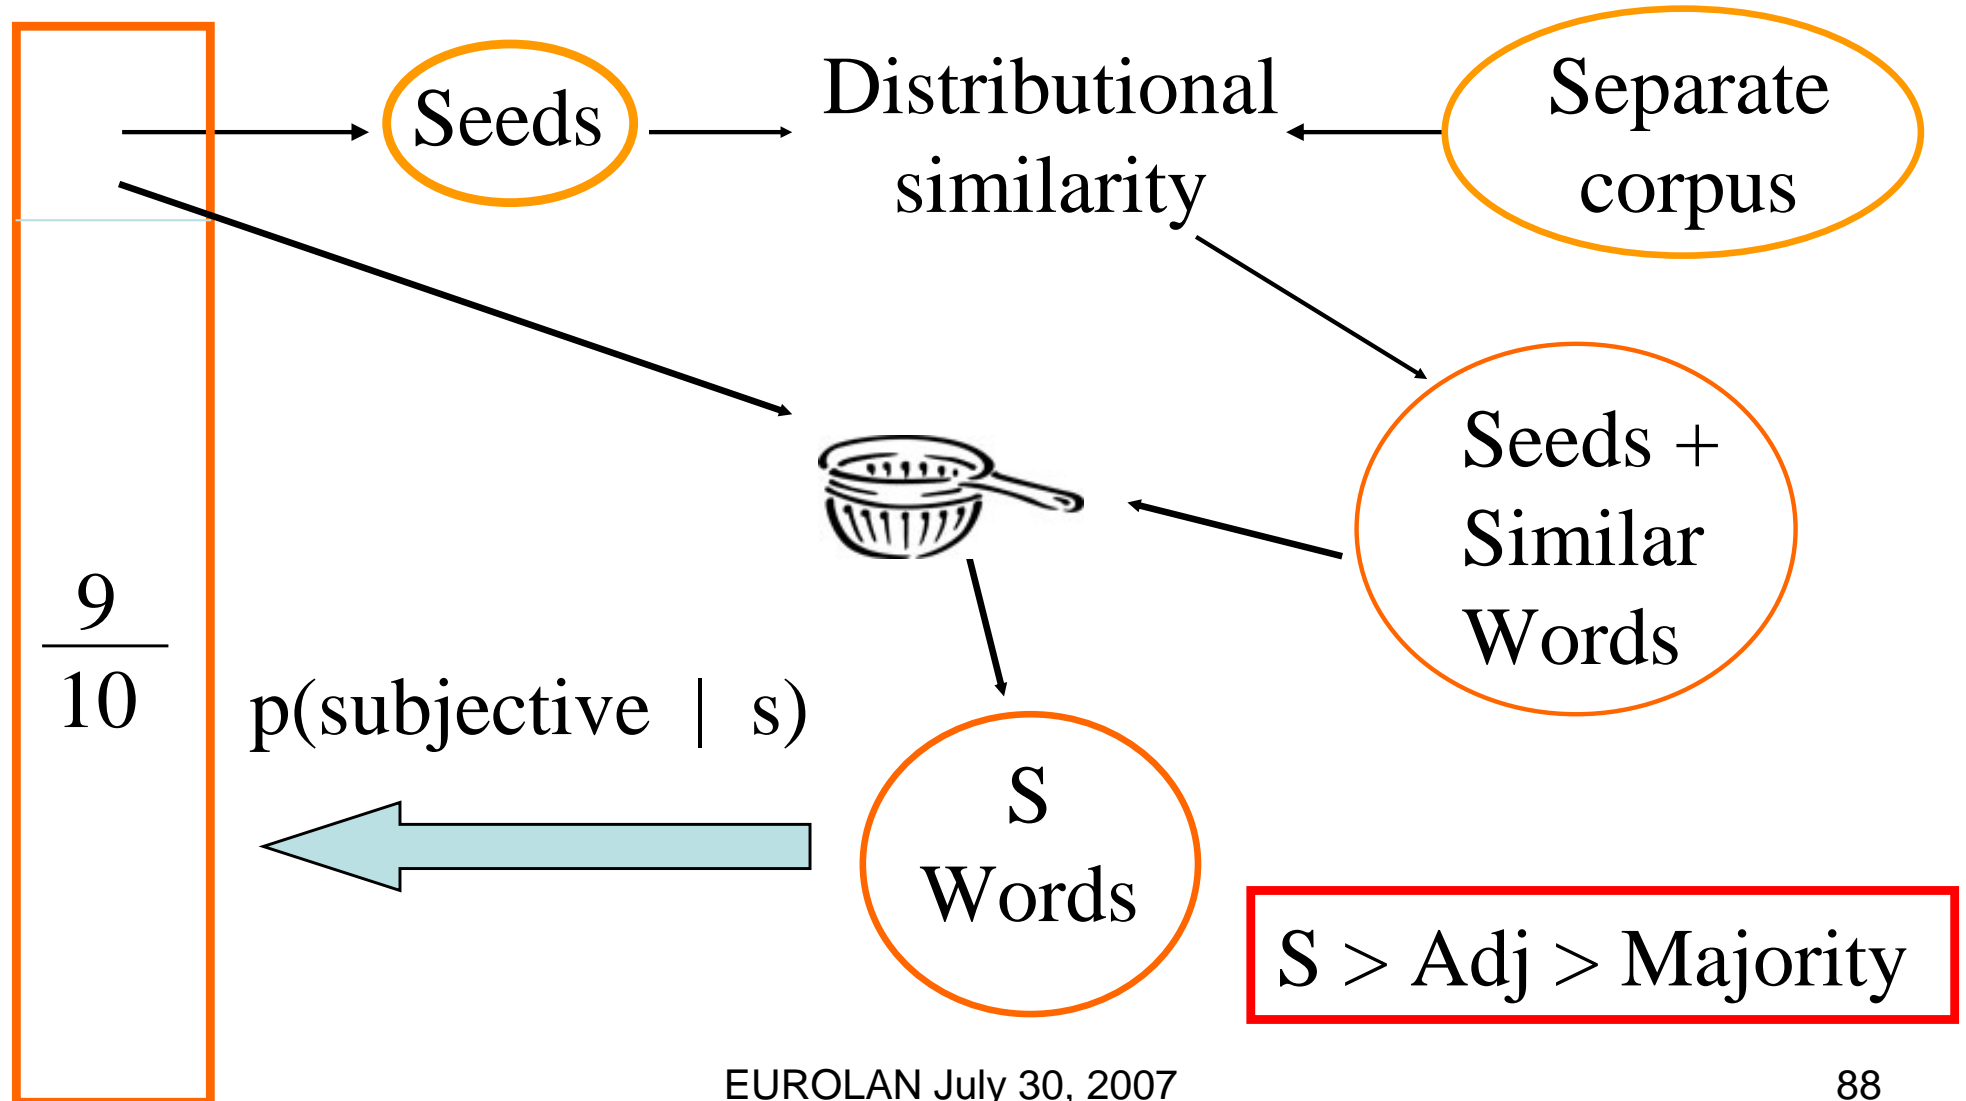 Seeds
Distributional
similarity
Separate
corpus
Seeds +
Similar
Words
9
10
p(subjective | s)
S
Words
S > Adj > Majority
EUROLAN July 30, 2007
88